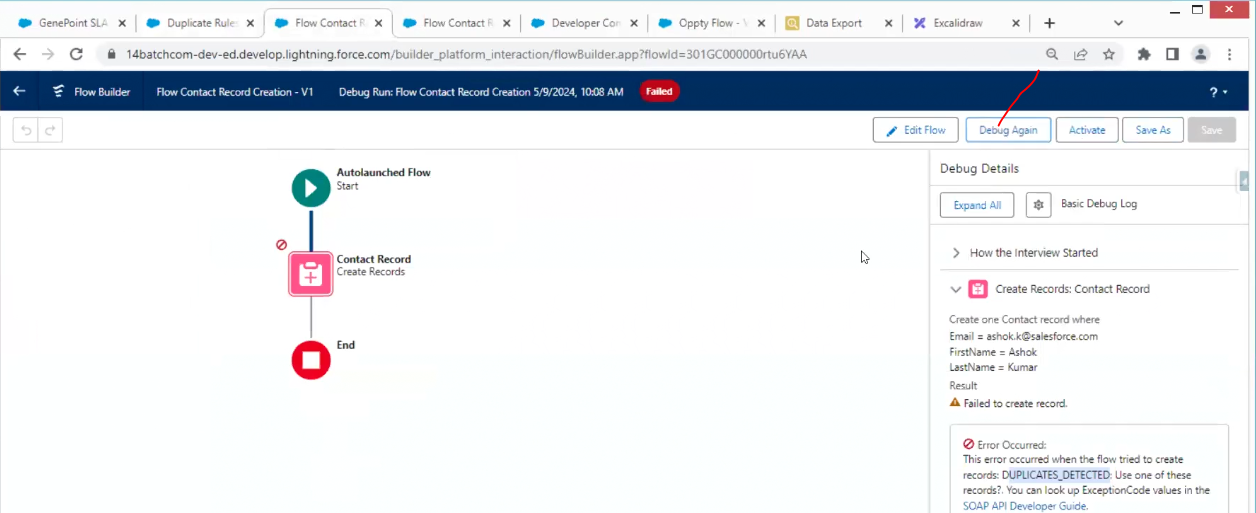 GenePoint SLA
Duplicate Rules
Flow Contact R
Flow Contact R
Developer Con
Oppty Flow - V
Data Export
Excalidraw
14batchcom-dev-ed.develop.lightning.force.com/builder_platform_interaction/flowBuilder.app?flowId=301GC000000rtu6YAA
Flow Builder
Flow Contact Record Creation - V1
Debug Run: Flow Contact Record Creation 5/9/2024, 10:08 AM
Failed
?
Edit Flow
Debug Again
Activate
Save As
Save
Autolaunched Flow
Start
Contact Record
Create Records
End
Debug Details
Expand All
Basic Debug Log
How the Interview Started
Create Records: Contact Record
Create one Contact record where
Email = ashok.k@salesforce.com
FirstName = Ashok
LastName = Kumar
Result
Failed to create record.
Error Occurred:
This error occurred when the flow tried to create
records: DUPLICATES_DETECTED: Use one of these
records?. You can look up ExceptionCode values in the
SOAP API Developer Guide.